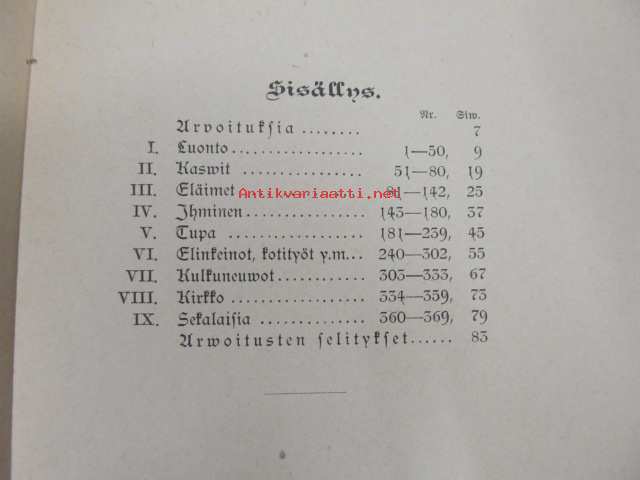 Sisällys.
Nr. Siw.
Arvoituksia ........ 7
I. Luonto................ 1—50, 9
II. Kaswit ............... 51—80, 19
III. Eläimet 81—142, 25
Antikvariaatti.net
IV. Ihminen............... 143—180, 37
V. Tupa .................. 181—239, 45
VI. Elinkeinot, kotityöt y.m... 240—302, 55
VII. Kulkuneuwot............ 303—333, 67
VIII. Kirkko ................. 334—359, 73
IX. Sekalaisia .............. 360—369, 79
Arwoitusten selitykset...... 83